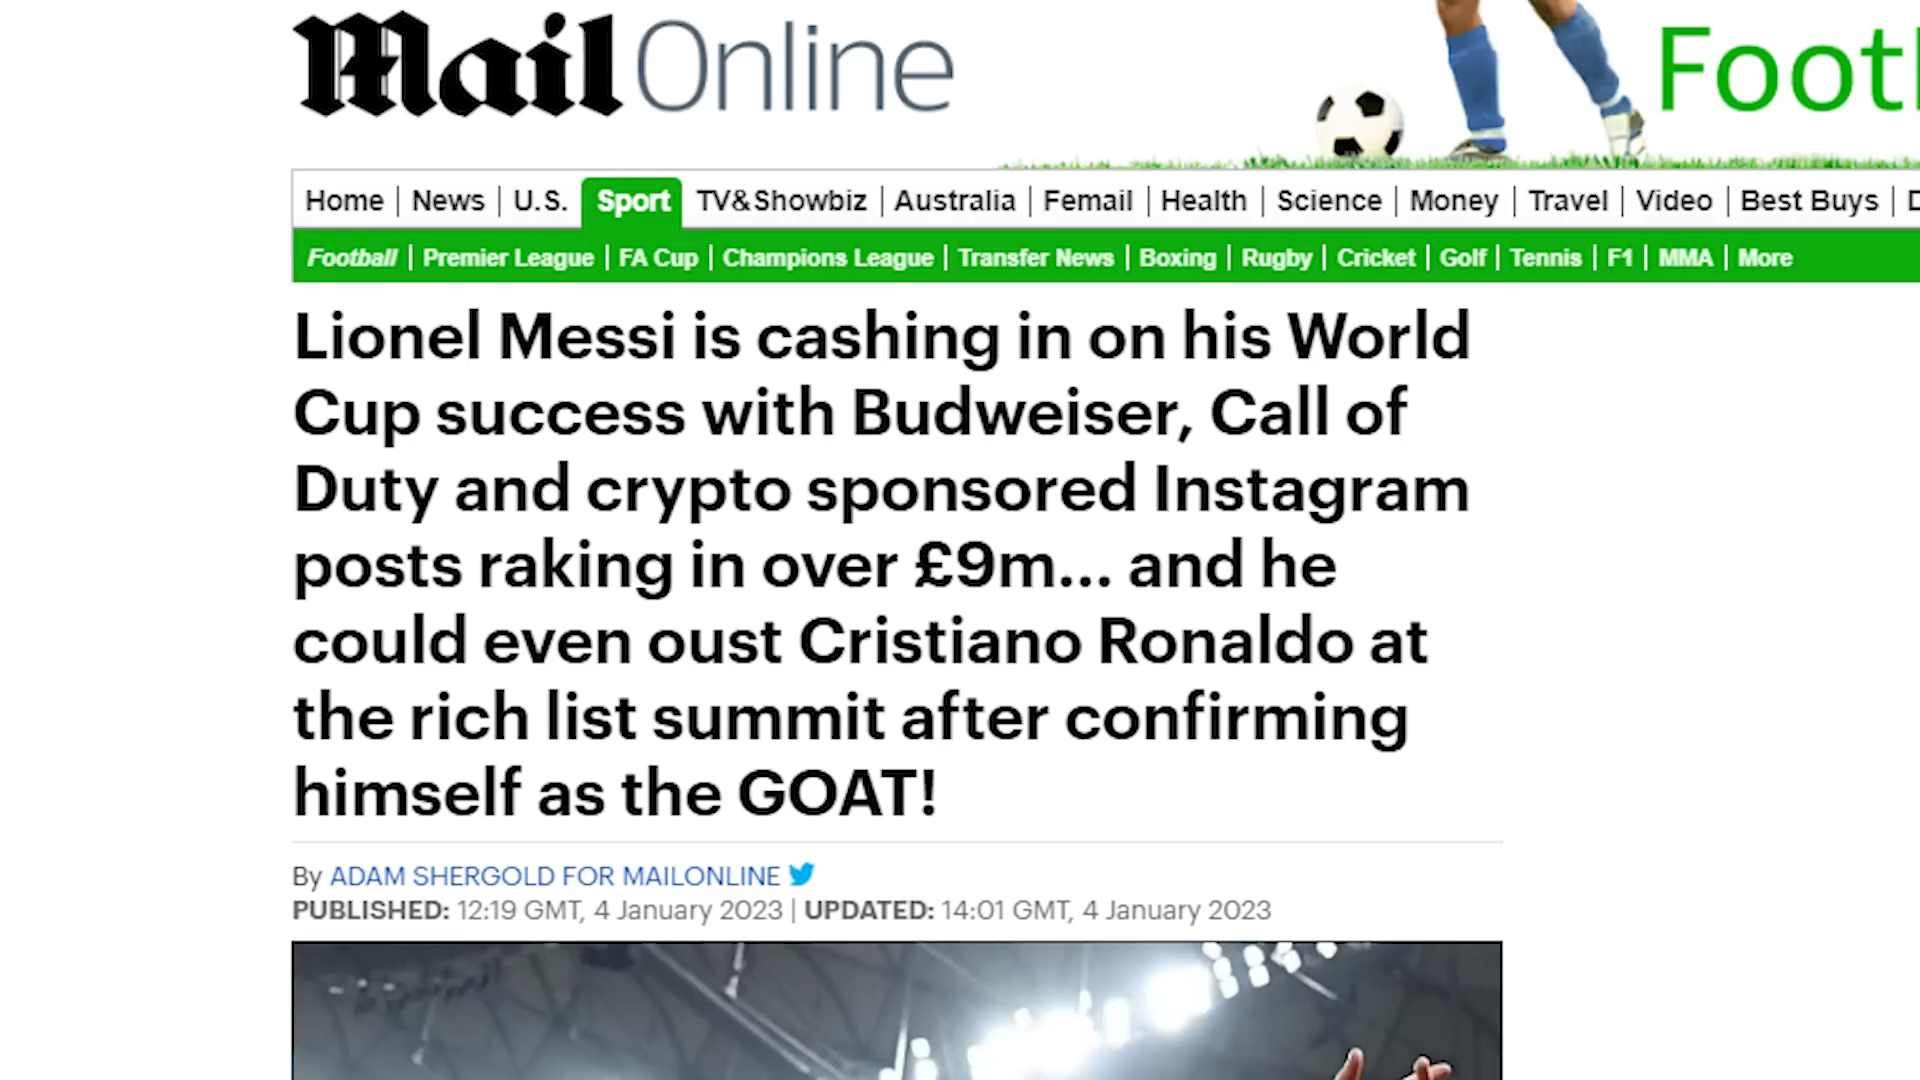 Mail Online
Home | News | U.S. Sport TV&Showbiz | Australia | Femail | Health | Science | Money | Travel | Video | Best Buys |
Football | Premier League | FA Cup | Champions League | Transfer News | Boxing | Rugby | Cricket | Golf | Tennis | F1 | MMA | More
Lionel Messi is cashing in on his World
Cup success with Budweiser, Call of
Duty and crypto sponsored Instagram
posts raking in over £9m... and he
could even oust Cristiano Ronaldo at
the rich list summit after confirming
himself as the GOAT!
By ADAM SHERGOLD FOR MAILONLINE
PUBLISHED: 12:19 GMT, 4 January 2023 | UPDATED: 14:01 GMT, 4 January 2023